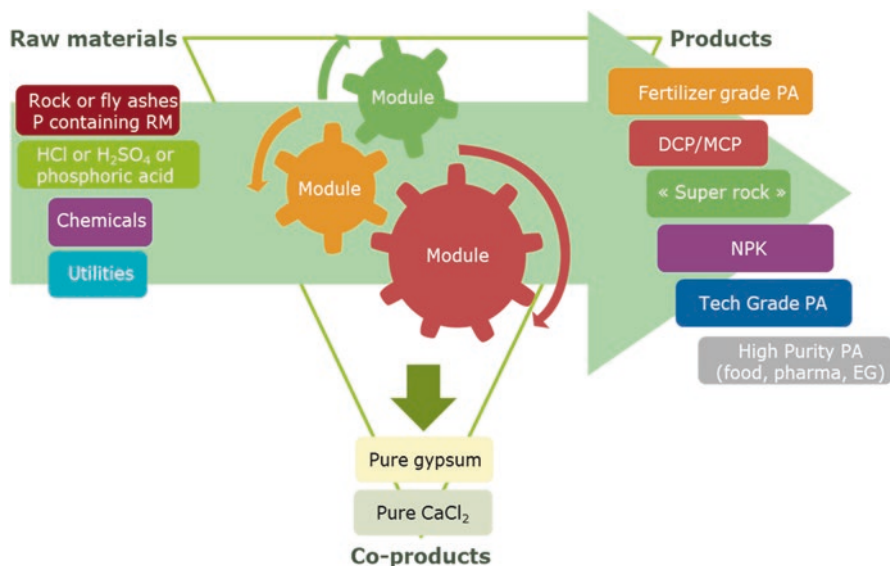 Raw materials
Rock or fly ashes
P containing RM
HCl or H₂SO₄ or
phosphoric acid
Chemicals
Utilities
Module
Module
Module
Products
Fertilizer grade PA
DCP/MCP
« Super rock »
NPK
Tech Grade PA
High Purity PA
(food, pharma, EG)
Pure gypsum
Pure CaCl₂
Co-products